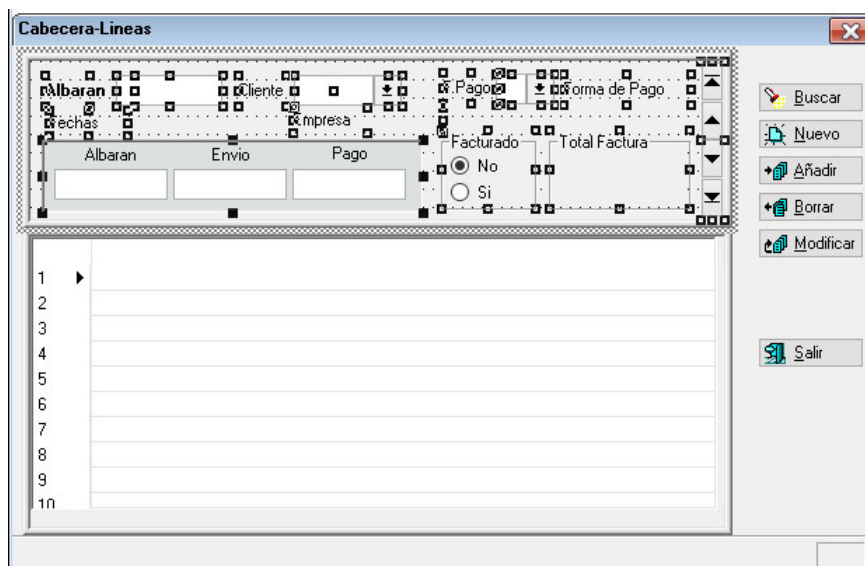 Cabecera-Lineas
Albaran Cliente F.Pago Forma de Pago
Fechas Empresa
Albaran Envio Pago
Facturado
No
Si
Total Factura
1
2
3
4
5
6
7
8
9
10
Buscar
Nuevo
Añadir
Borrar
Modificar
Salir